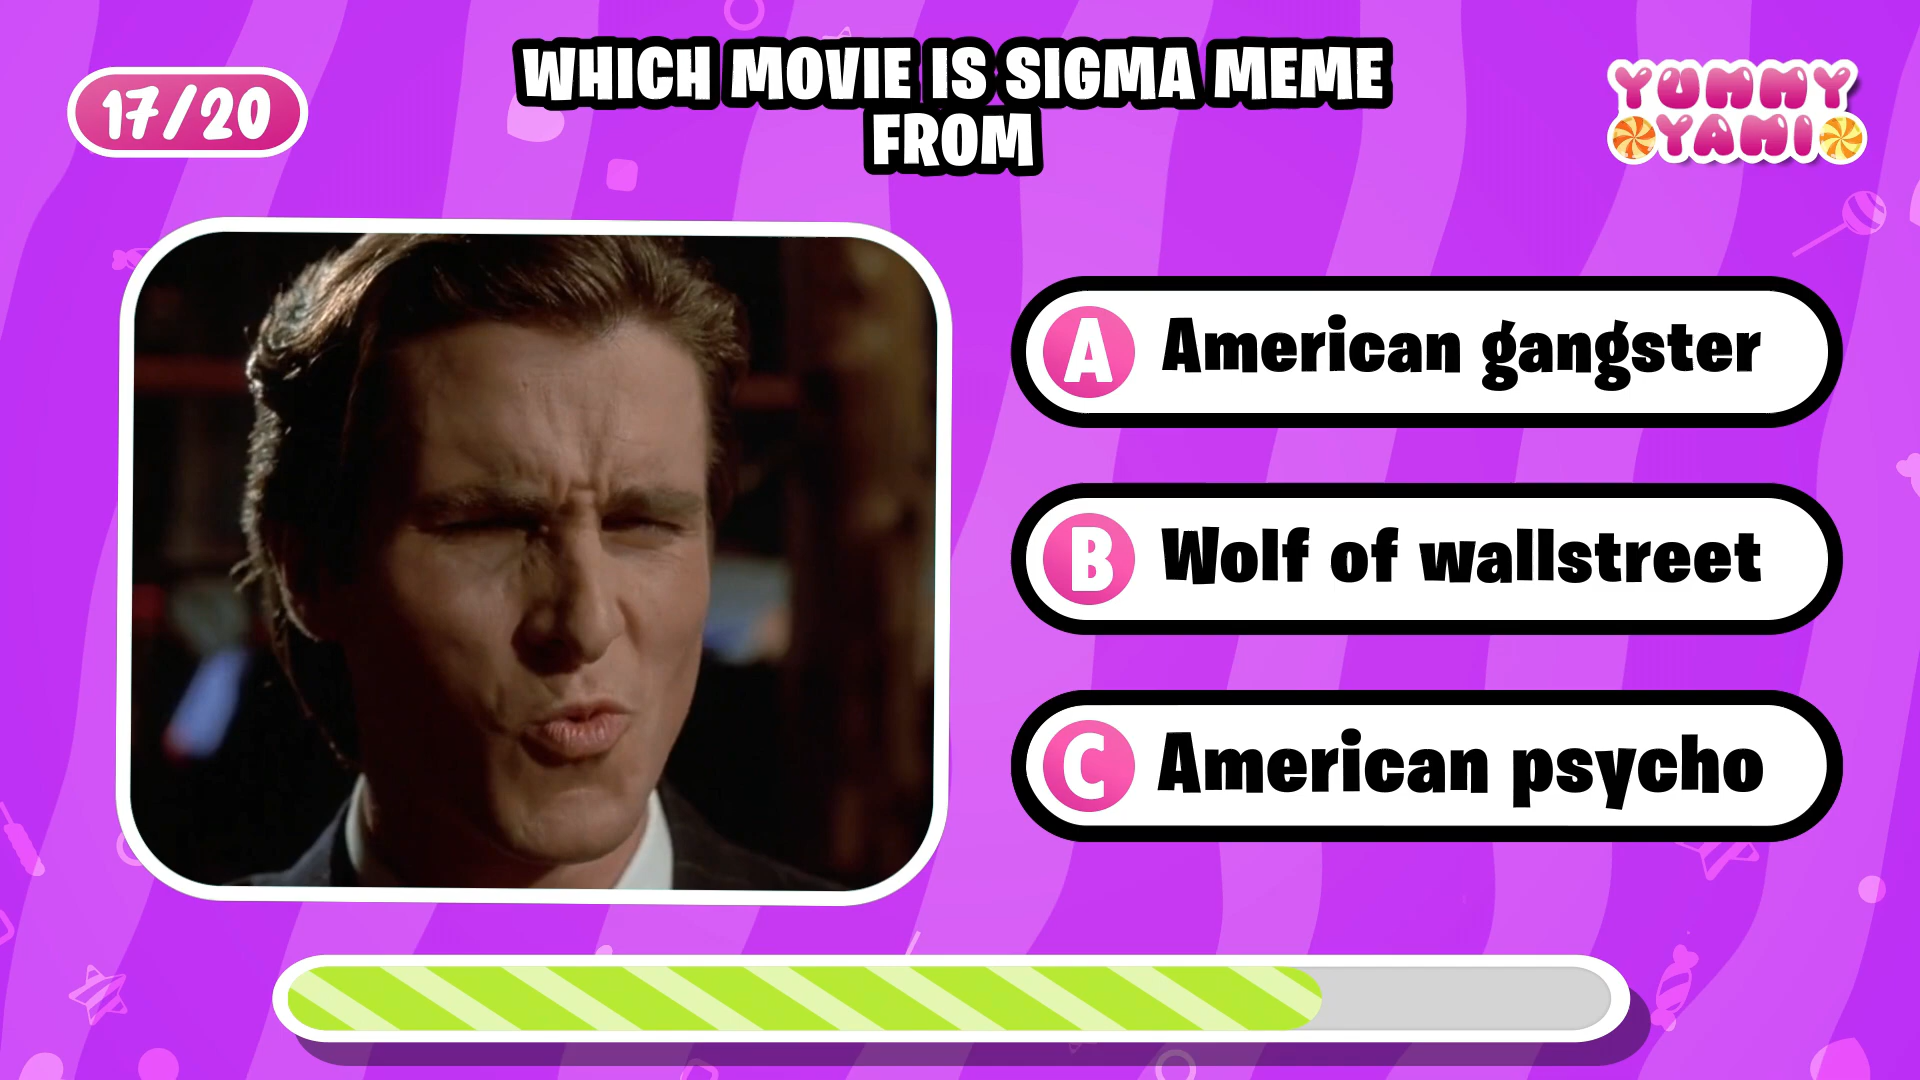 17/20
WHICH MOVIE IS SIGMA MEME
FROM
YUMMY
YAMI
A American gangster
B Wolf of wallstreet
C American psycho